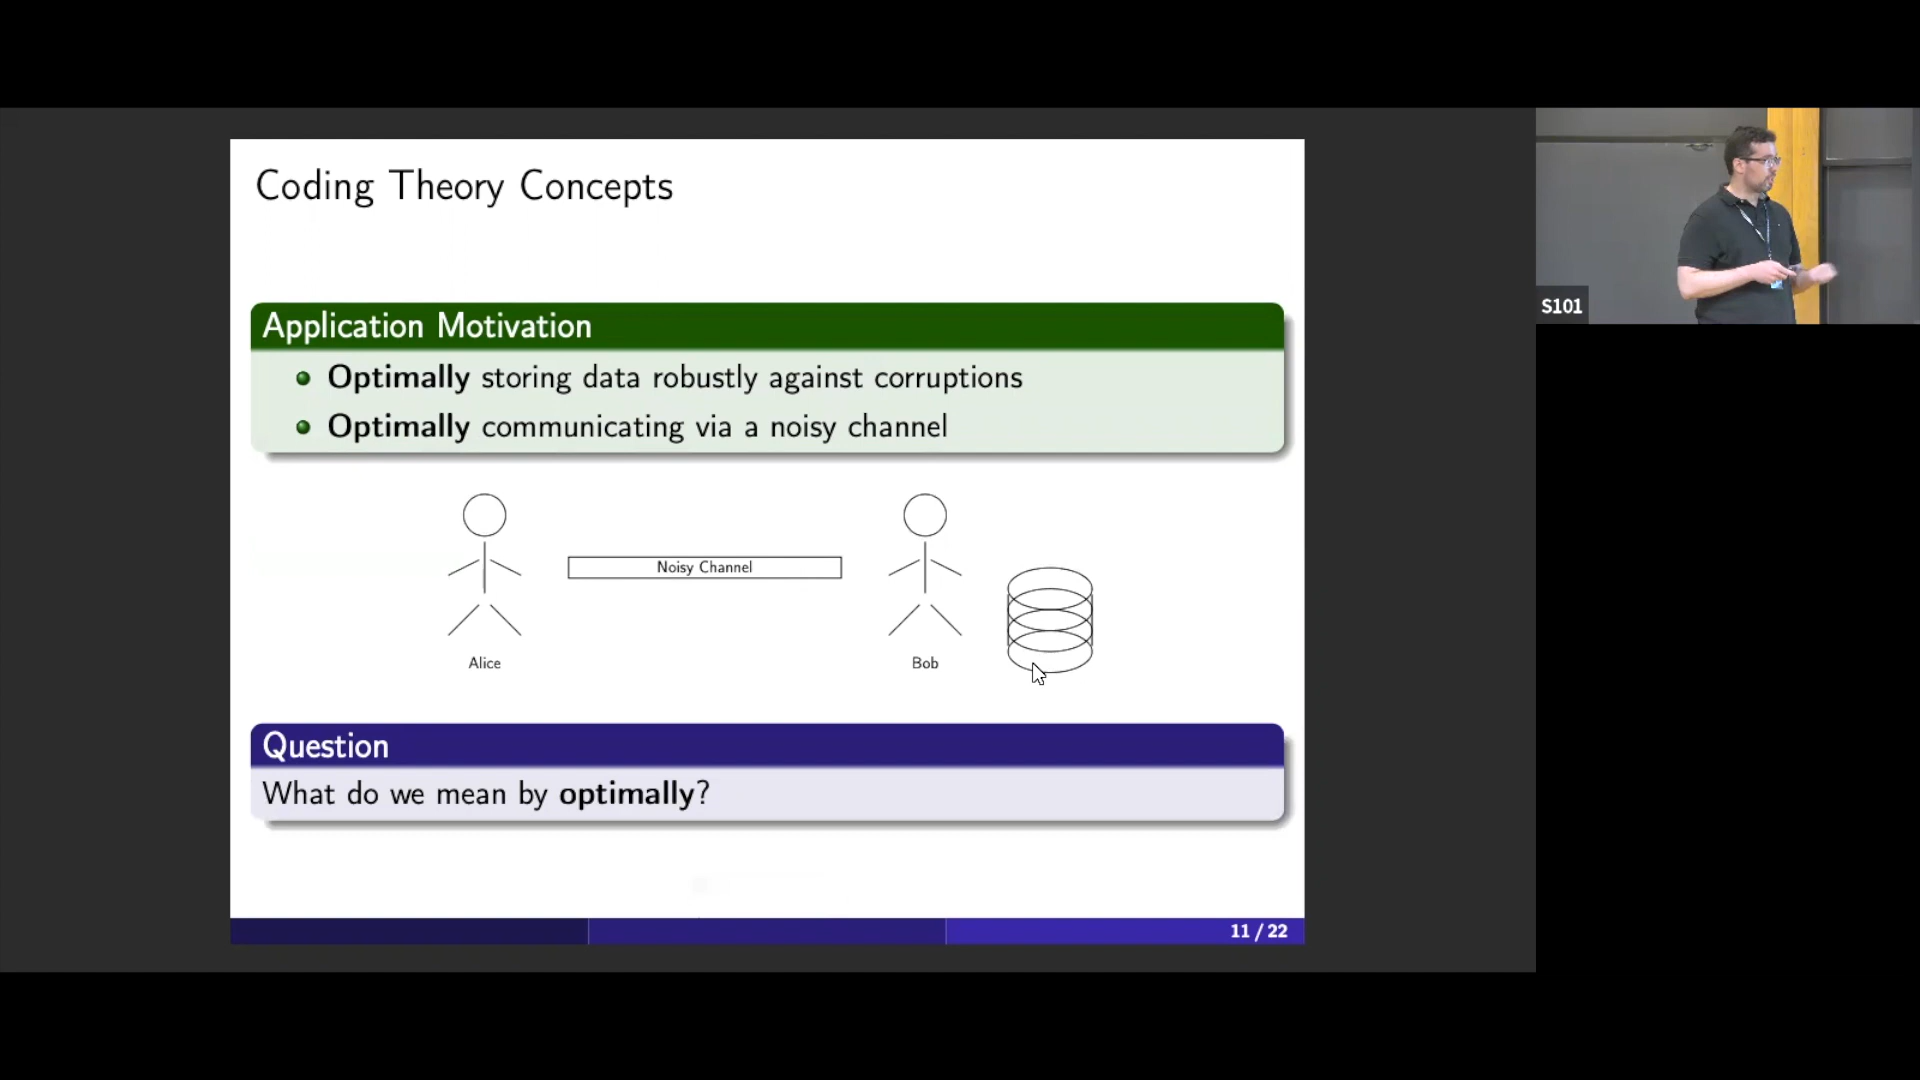 Coding Theory Concepts
Application Motivation
Optimally storing data robustly against corruptions
Optimally communicating via a noisy channel
Noisy Channel
Alice
Bob
Question
What do we mean by optimally?
11 / 22
S101